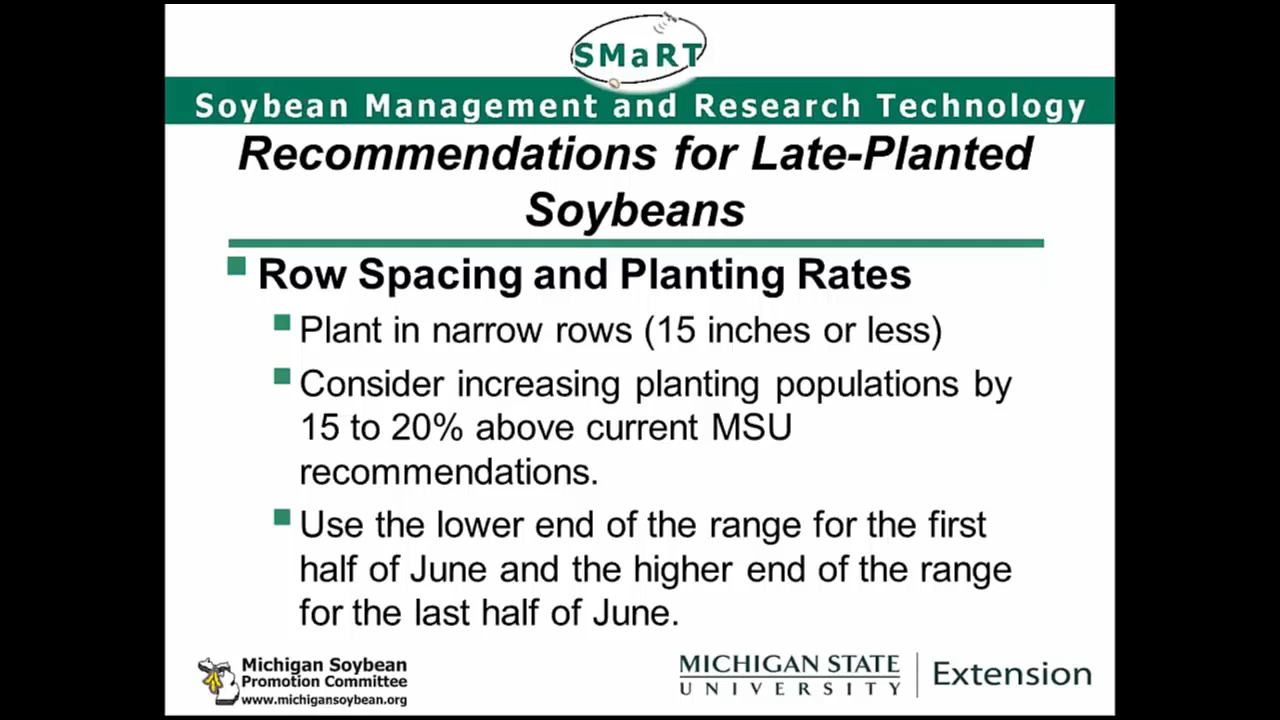 SMaRT
Soybean Management and Research Technology
Recommendations for Late-Planted
Soybeans
Row Spacing and Planting Rates
Plant in narrow rows (15 inches or less)
Consider increasing planting populations by
15 to 20% above current MSU
recommendations.
Use the lower end of the range for the first
half of June and the higher end of the range
for the last half of June.
Michigan Soybean
Promotion Committee
www.michigansoybean.org
MICHIGAN STATE
UNIVERSITY
Extension